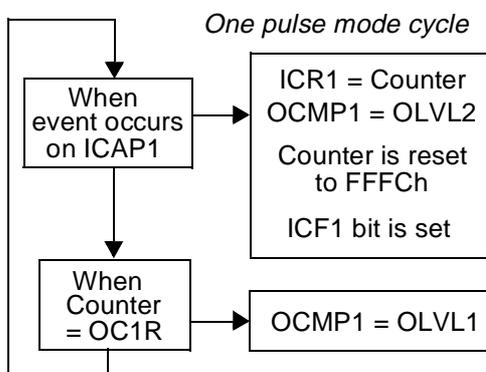 One pulse mode cycle
When
event occurs
on ICAP1
ICR1 = Counter
OCMP1 = OLVL2
Counter is reset
to FFFCh
ICF1 bit is set
When
Counter
= OC1R
OCMP1 = OLVL1